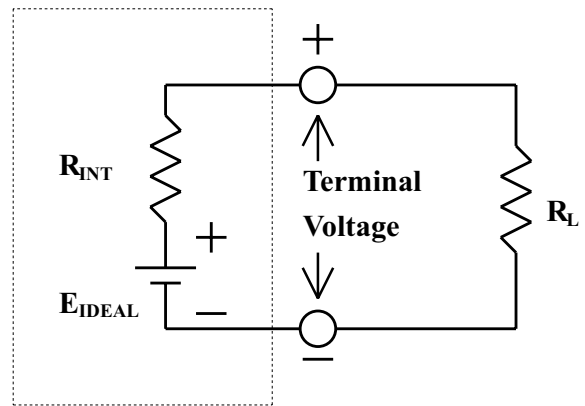 +
R_INT
Terminal
Voltage
R_L
+
E_IDEAL
−
−